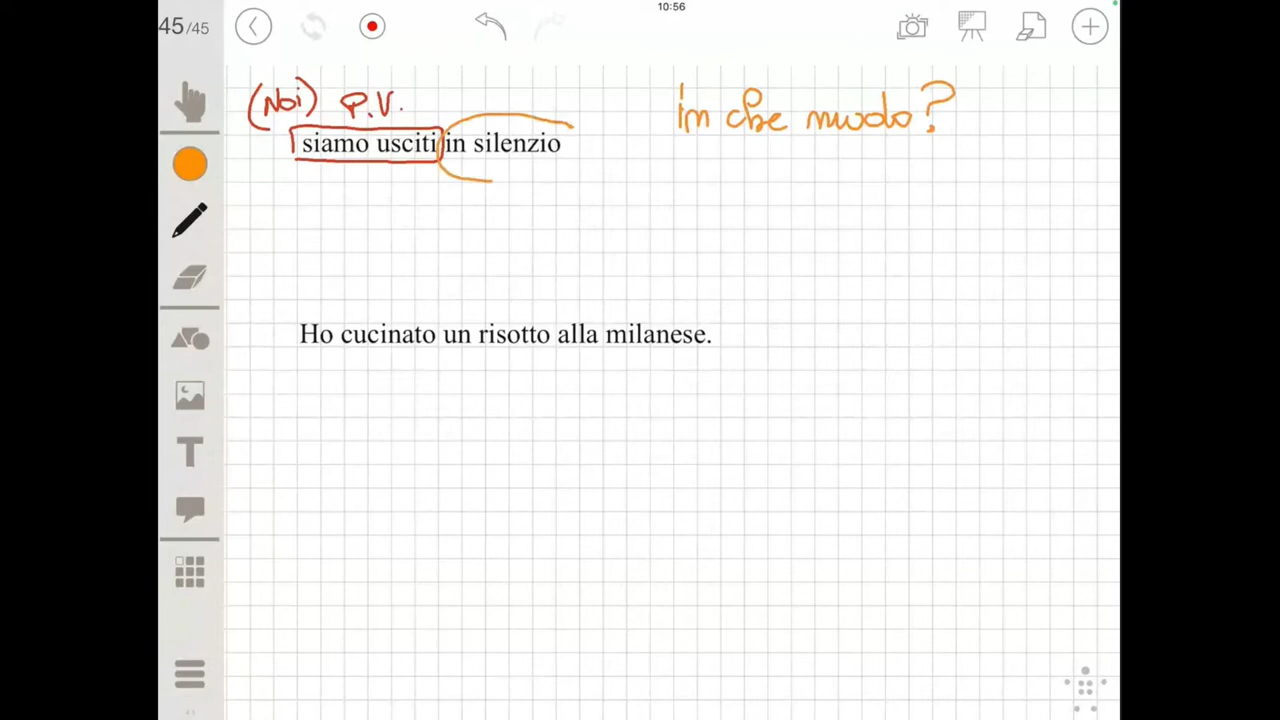 10:56
45/45
(Noi) P.V.
In che modo?
siamo usciti in silenzio
Ho cucinato un risotto alla milanese.
T